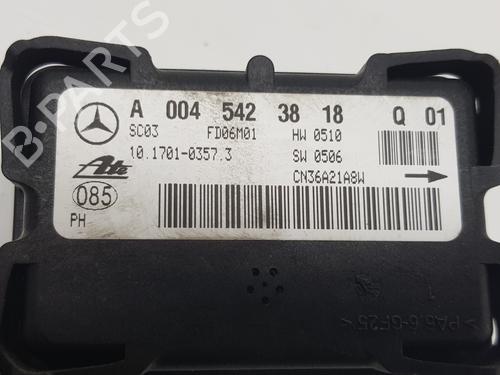 A 004 542 38 18 Q 01
SC03 FD06M01 HW 0510
10.1701-0357.3 SW 0506
Ate CN36A21A8W
085
PH
1
>PA6.6-GF25<
B-PARTS